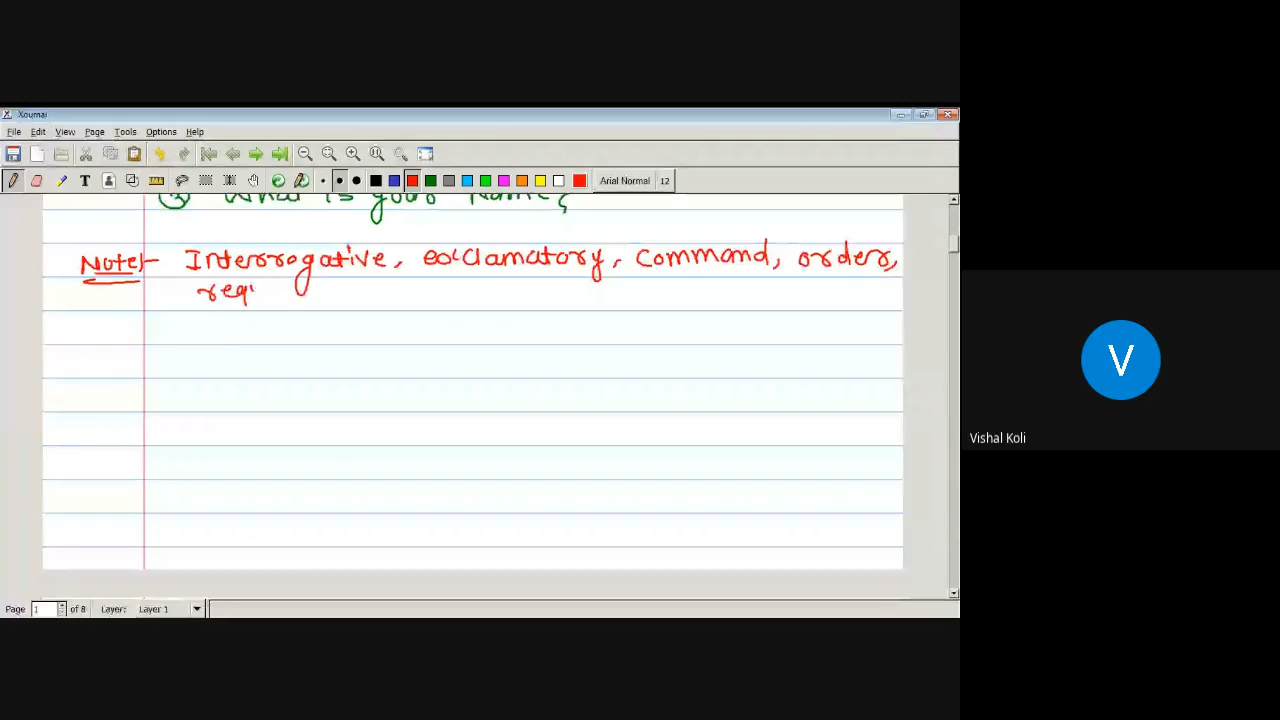 Xournal
File Edit View Page Tools Options Help
Arial Normal 12
What is your Name?
Note:- Interrogative, exclamatory, command, order,
req
Page 1 of 8 Layer: Layer 1
V
Vishal Koli